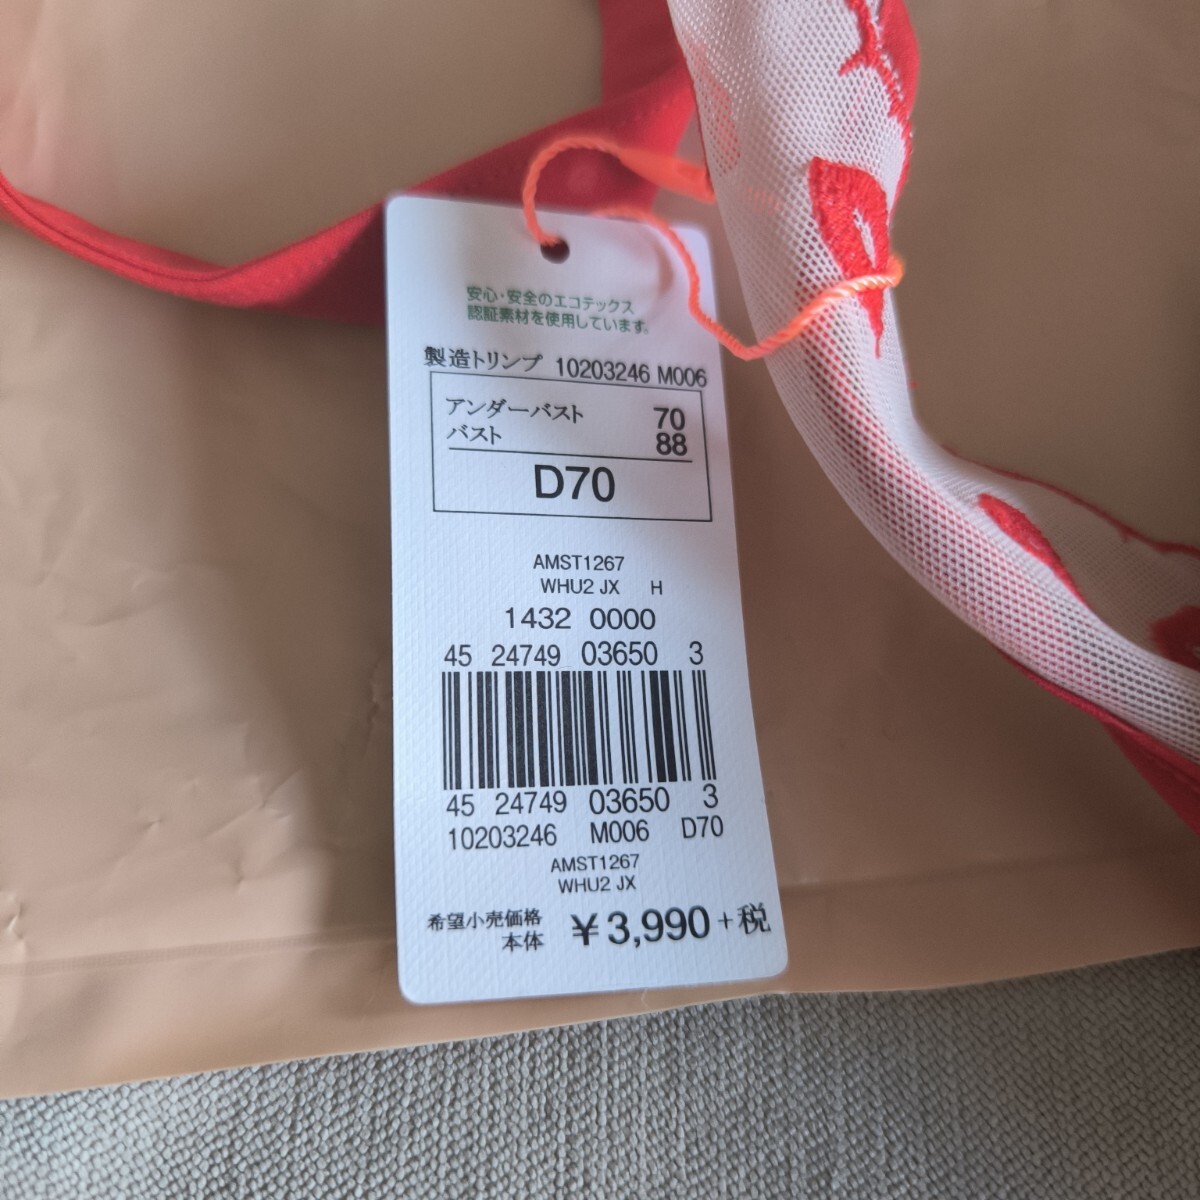 安心・安全のエコテックス
認証素材を使用しています。
製造トリンプ 10203246 M006
アンダーバスト 70
バスト 88
D70
AMST1267
WHU2 JX H
1432 0000
45 24749 03650 3
45 24749 03650 3
10203246 M006 D70
AMST1267
WHU2 JX
希望小売価格
本体 ¥3,990+税